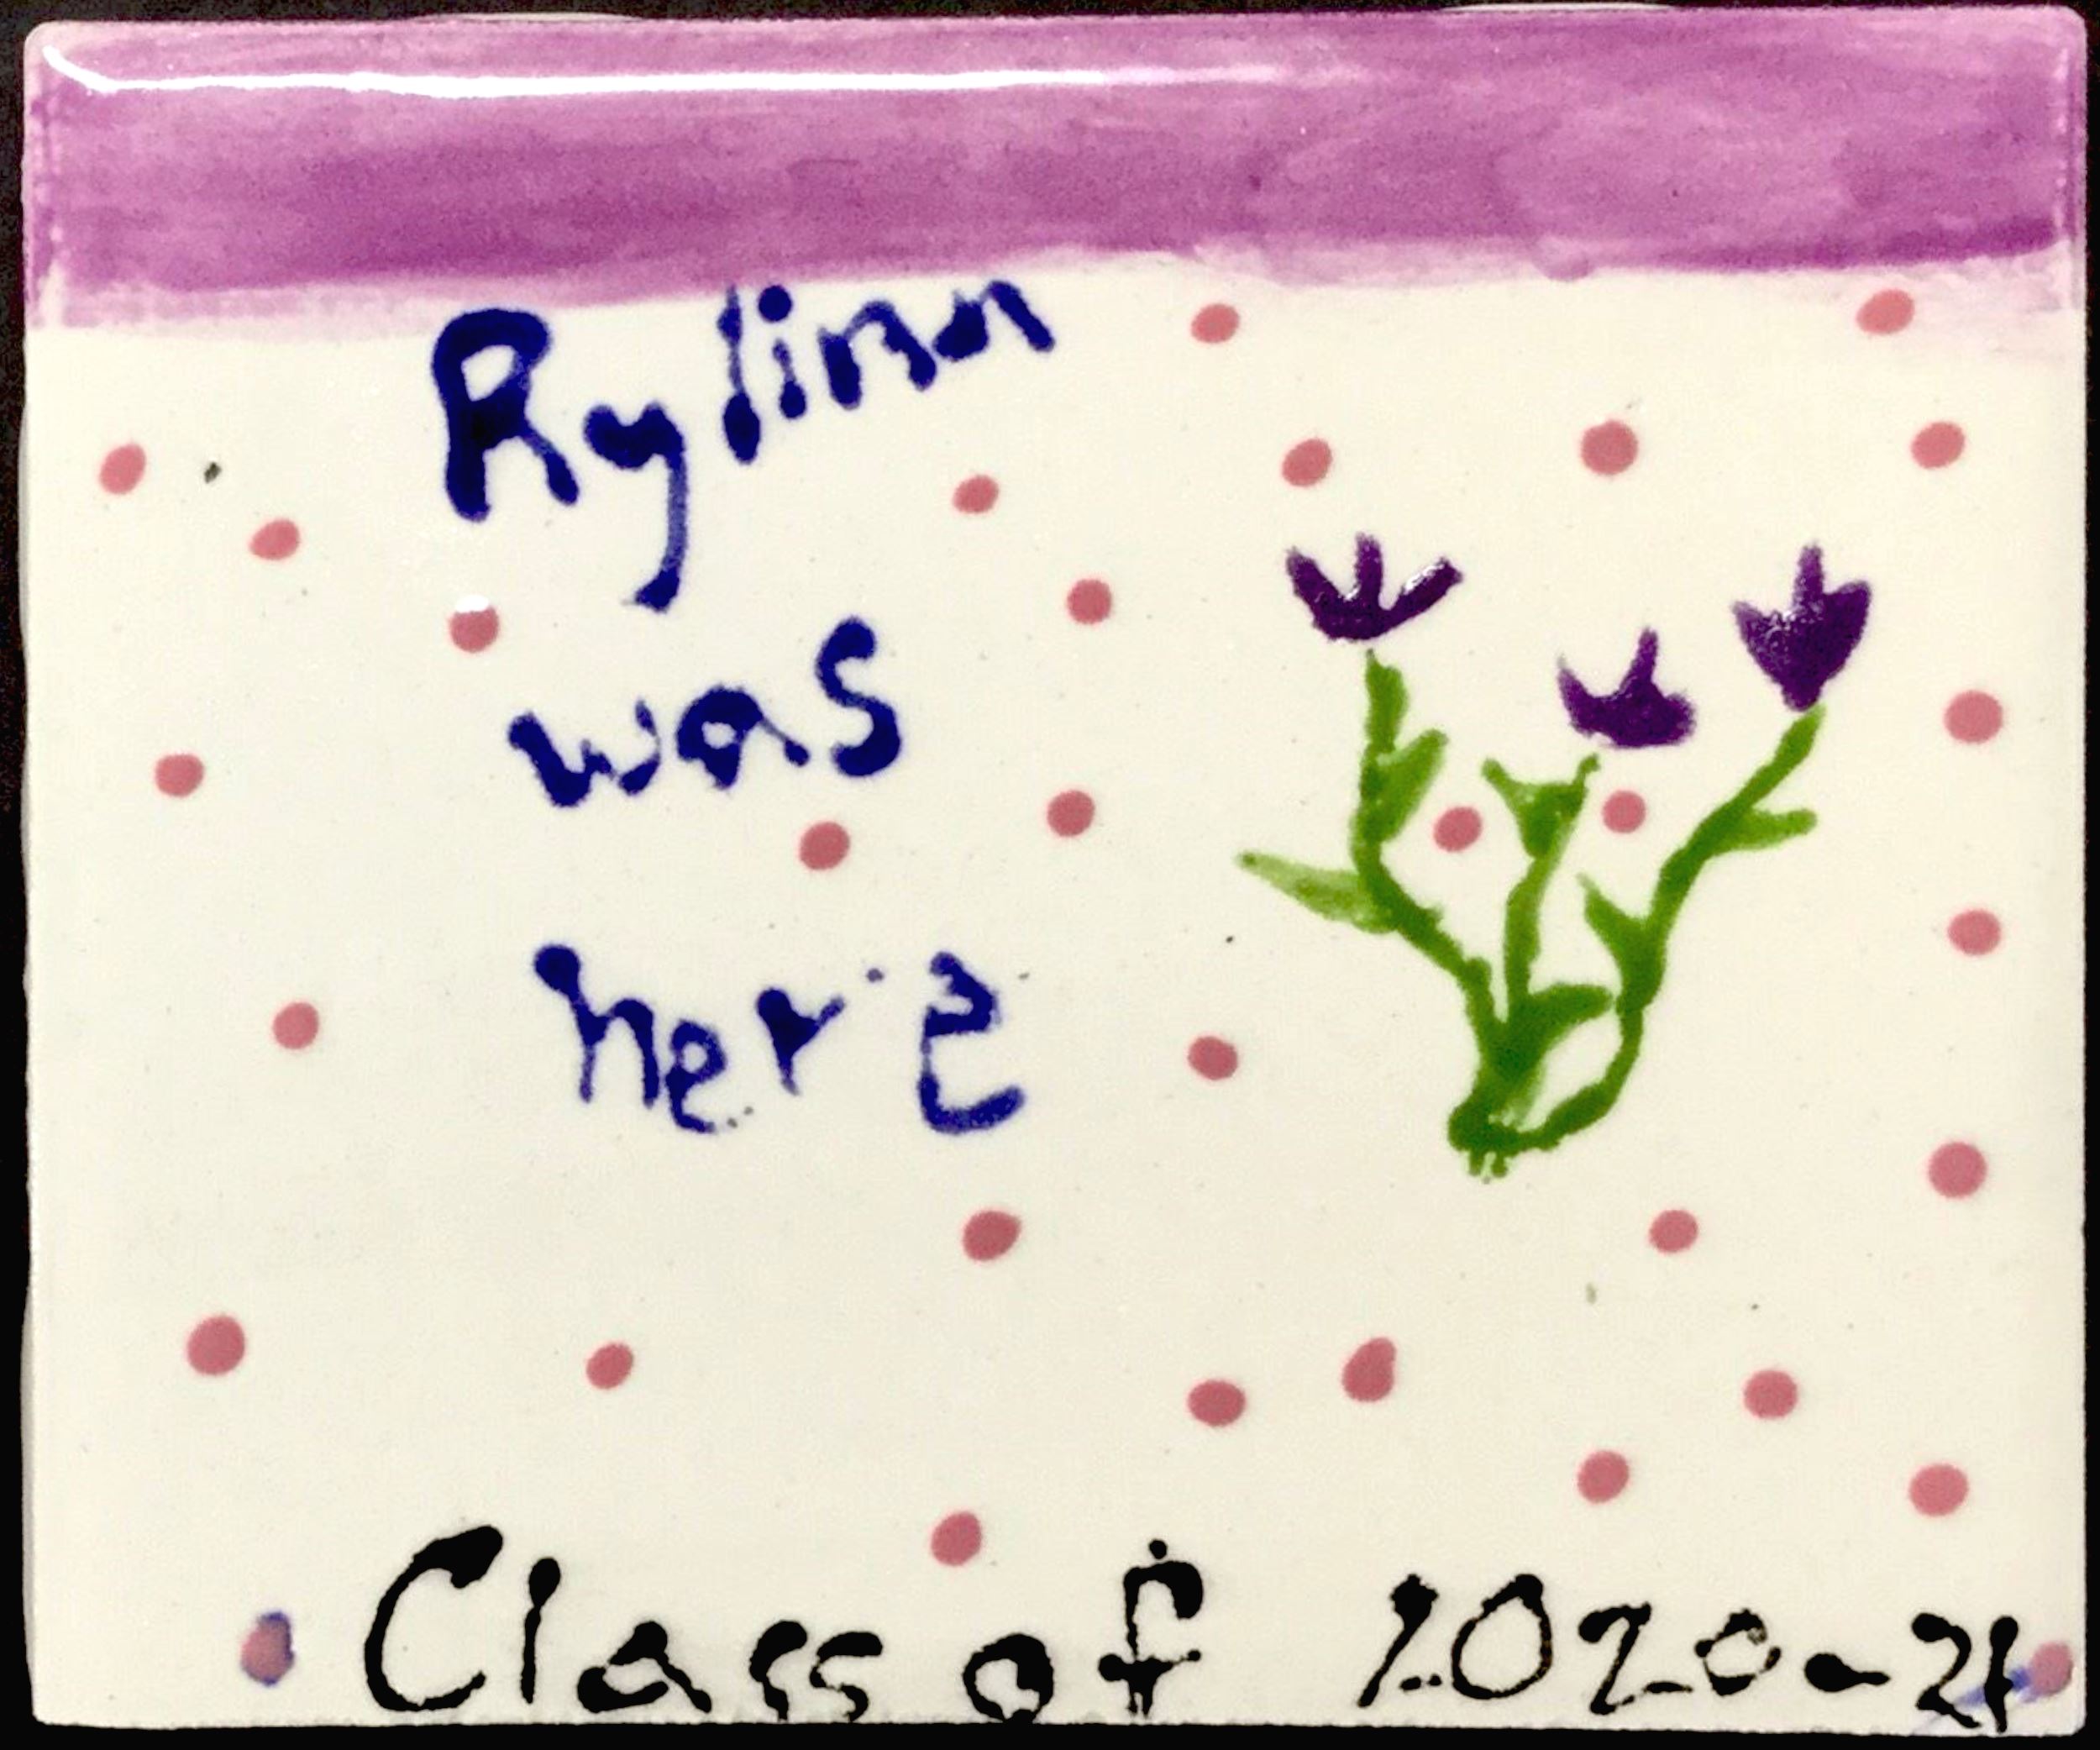 Rylinn
was
here
Class of 2020-21